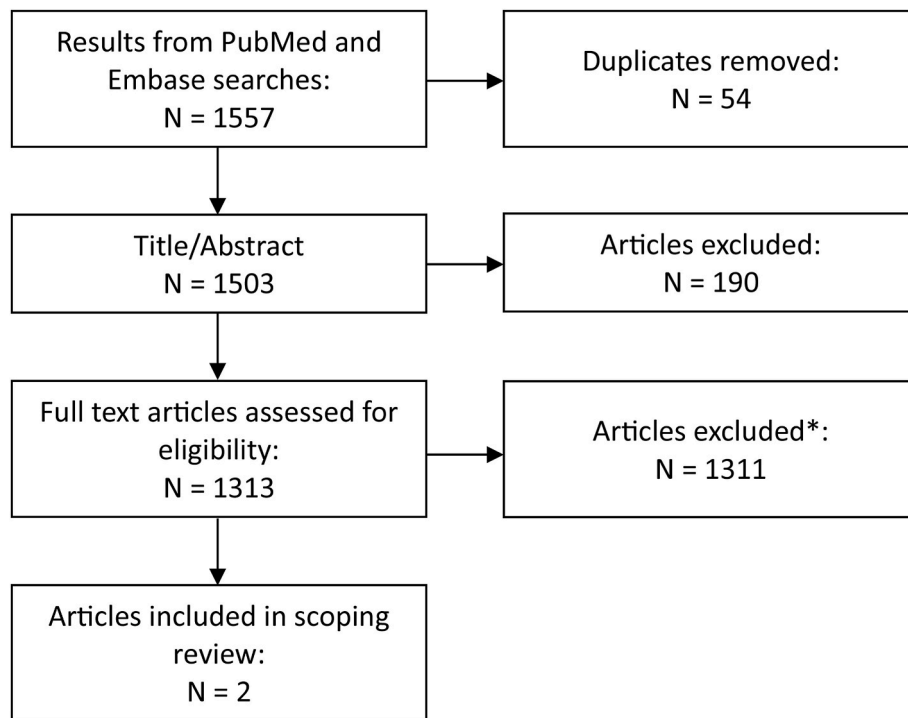 Results from PubMed and
Embase searches:
N = 1557
Duplicates removed:
N = 54
Title/Abstract
N = 1503
Articles excluded:
N = 190
Full text articles assessed for
eligibility:
N = 1313
Articles excluded*:
N = 1311
Articles included in scoping
review:
N = 2